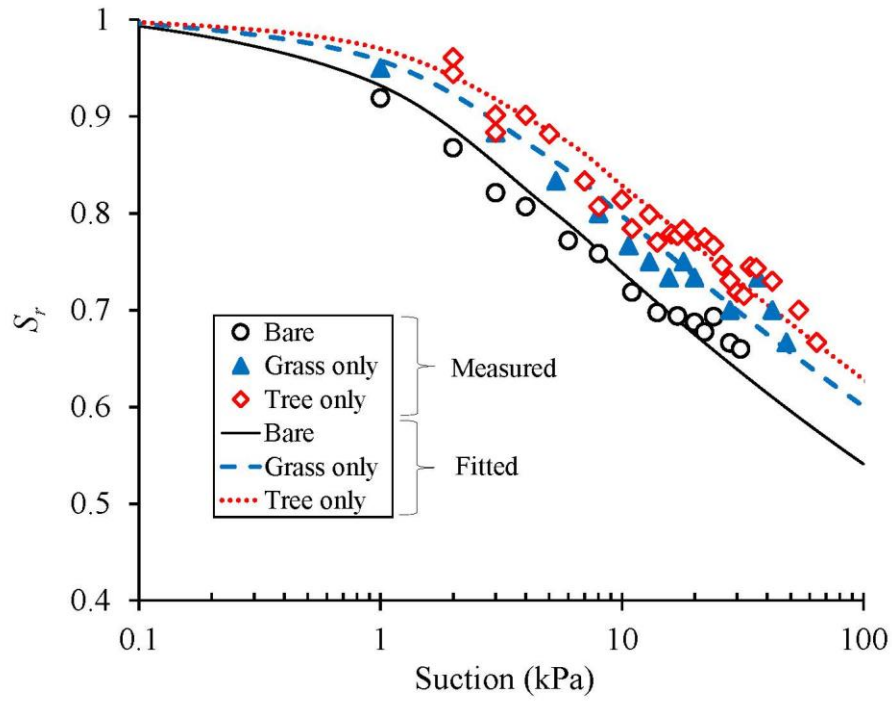 1
0.9
0.8
0.7
0.6
0.5
0.4
Sr
Bare
Grass only
Tree only
Measured
Bare
Grass only
Tree only
Fitted
0.1
1
10
100
Suction (kPa)